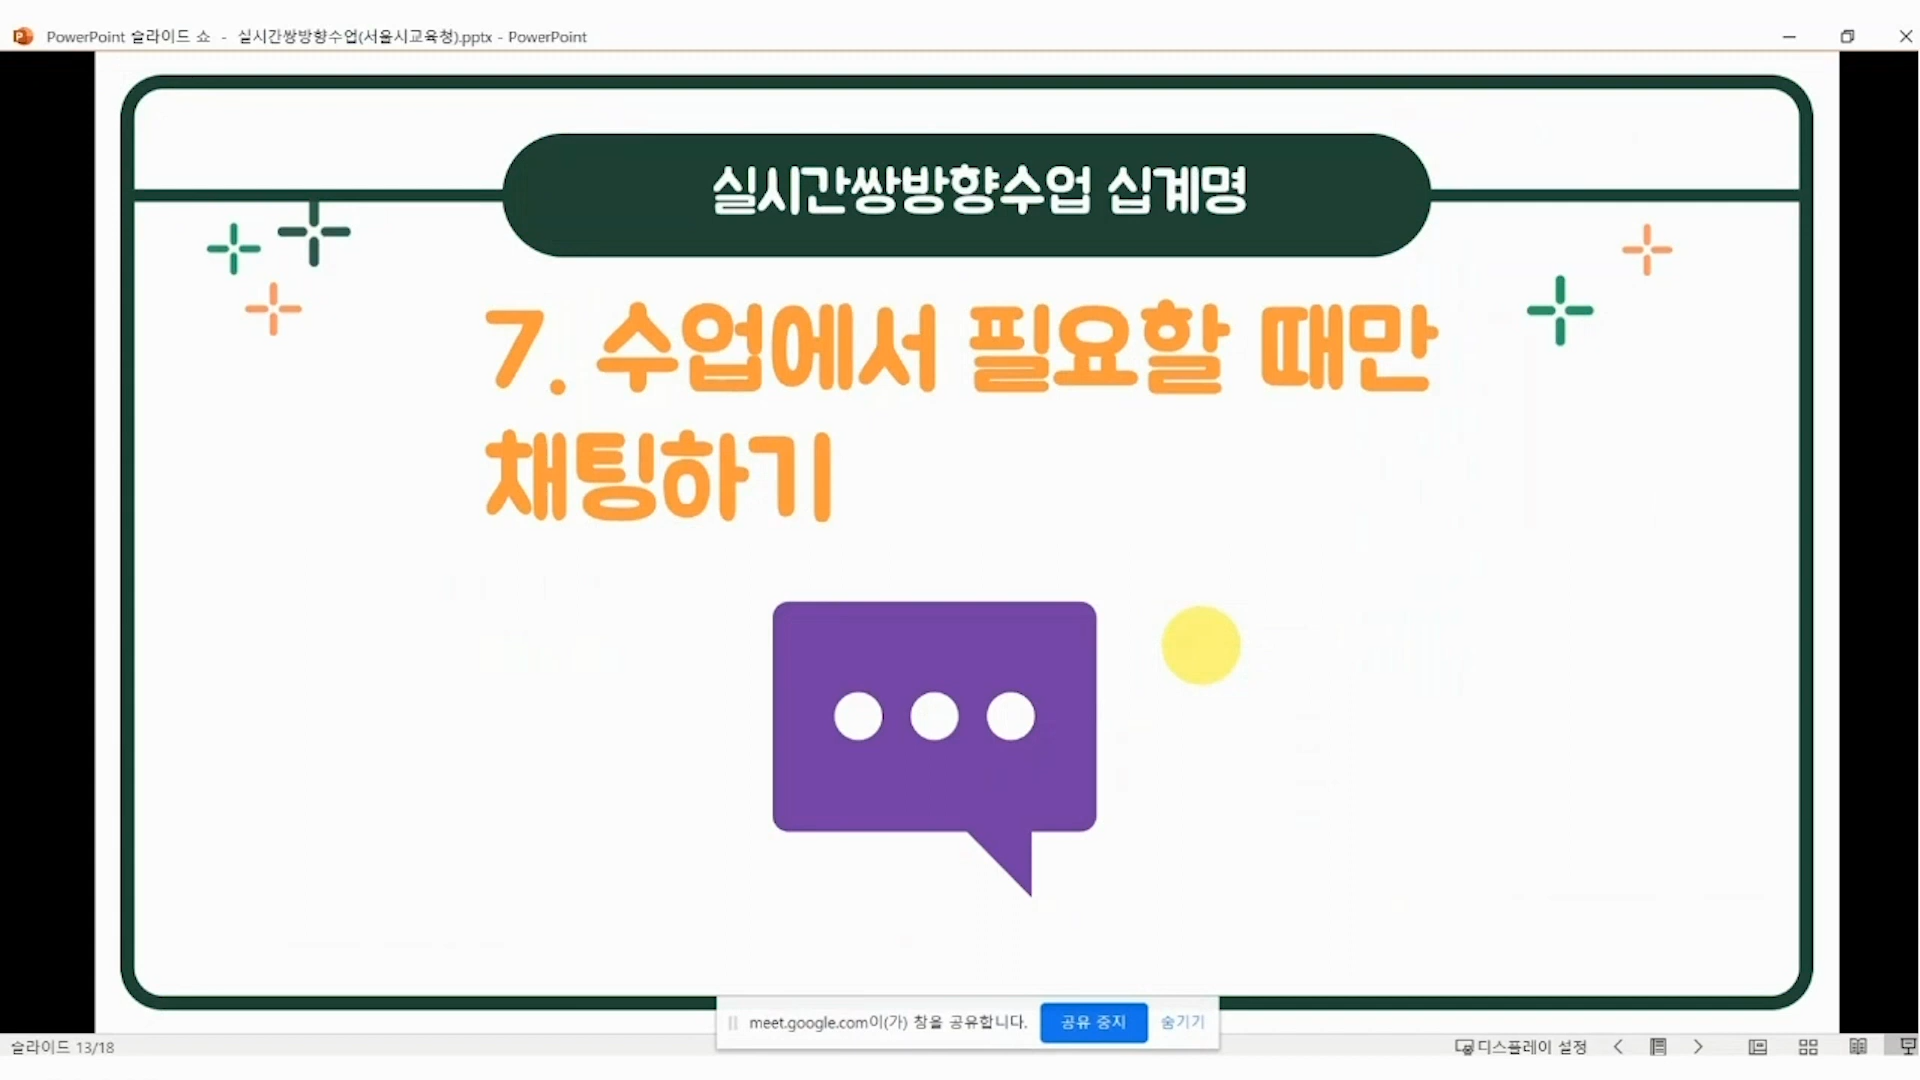 PowerPoint 슬라이드 쇼 - 실시간쌍방향수업(서울시교육청).pptx - PowerPoint
실시간쌍방향수업 십계명
7. 수업에서 필요할 때만
채팅하기
meet.google.com이(가) 창을 공유합니다. 공유 중지 숨기기
슬라이드 13/18 디스플레이 설정